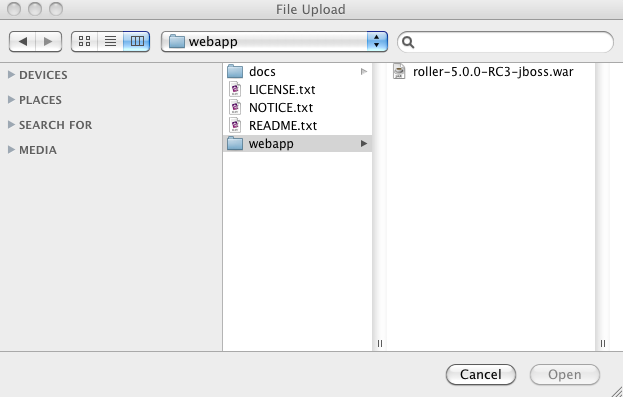 File Upload
webapp
DEVICES
PLACES
SEARCH FOR
MEDIA
docs
LICENSE.txt
NOTICE.txt
README.txt
webapp
roller-5.0.0-RC3-jboss.war
Cancel
Open